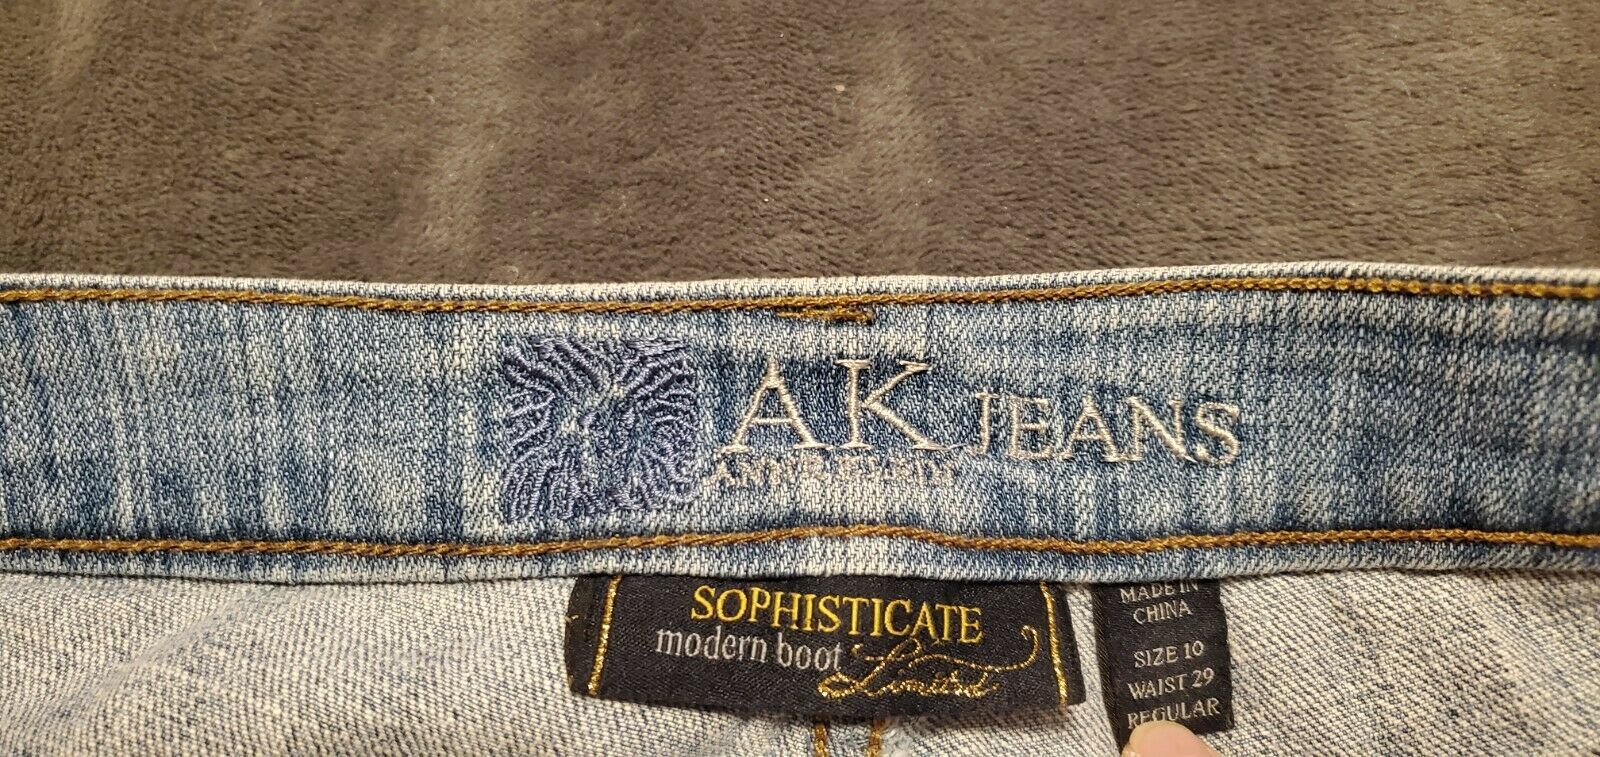 AK JEANS
ANNE KLEIN
SOPHISTICATE
modern boot
Limited
MADE IN
CHINA
SIZE 10
WAIST 29
REGULAR